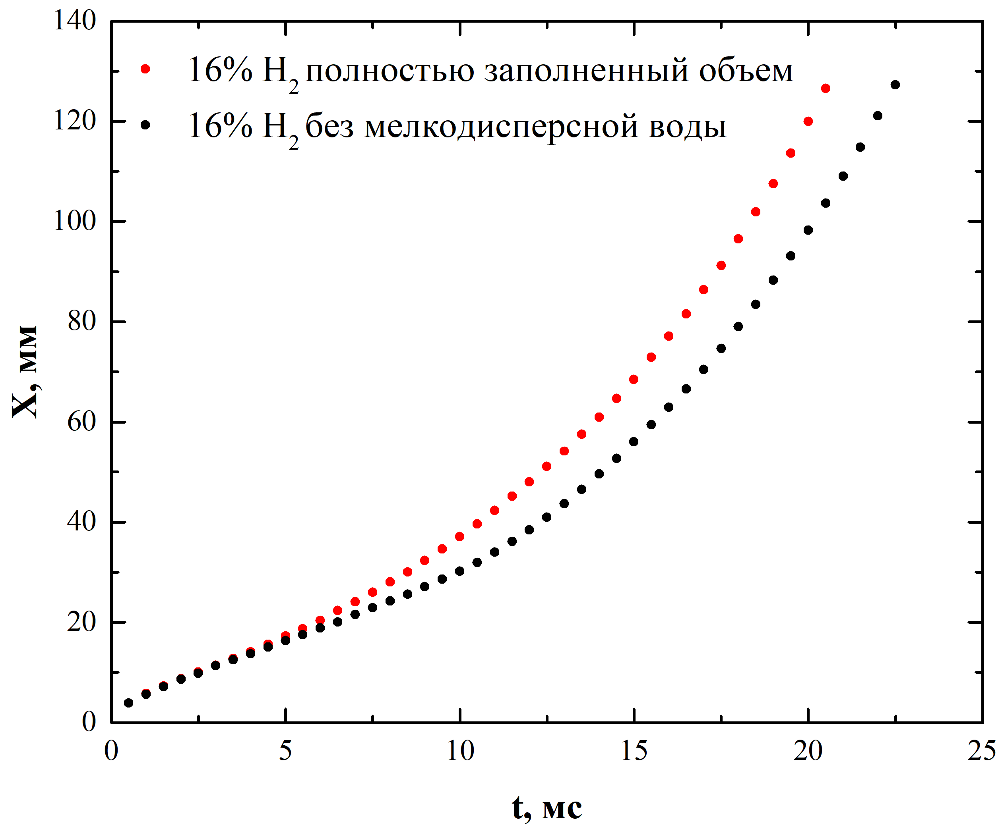 140
16% H₂ полностью заполненный объем
120
16% H₂ без мелкодисперсной воды
100
80
X, мм
60
40
20
0
0 5 10 15 20 25
t, мс